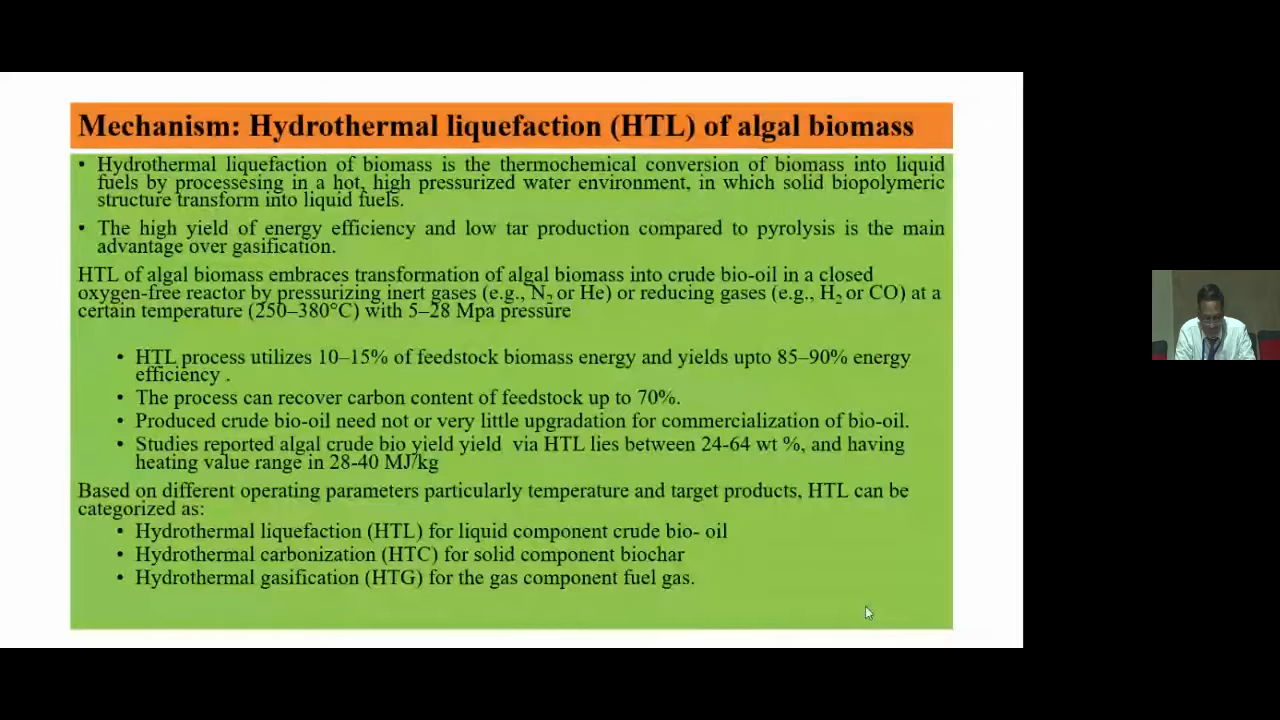 Mechanism: Hydrothermal liquefaction (HTL) of algal biomass
• Hydrothermal liquefaction of biomass is the thermochemical conversion of biomass into liquid
fuels by processesing in a hot, high pressurized water environment, in which solid biopolymeric
structure transform into liquid fuels.
• The high yield of energy efficiency and low tar production compared to pyrolysis is the main
advantage over gasification.
HTL of algal biomass embraces transformation of algal biomass into crude bio-oil in a closed
oxygen-free reactor by pressurizing inert gases (e.g., N₂ or He) or reducing gases (e.g., H₂ or CO) at a
certain temperature (250–380°C) with 5–28 Mpa pressure
• HTL process utilizes 10–15% of feedstock biomass energy and yields upto 85–90% energy
efficiency .
• The process can recover carbon content of feedstock up to 70%.
• Produced crude bio-oil need not or very little upgradation for commercialization of bio-oil.
• Studies reported algal crude bio yield yield via HTL lies between 24-64 wt %, and having
heating value range in 28-40 MJ/kg
Based on different operating parameters particularly temperature and target products, HTL can be
categorized as:
• Hydrothermal liquefaction (HTL) for liquid component crude bio- oil
• Hydrothermal carbonization (HTC) for solid component biochar
• Hydrothermal gasification (HTG) for the gas component fuel gas.